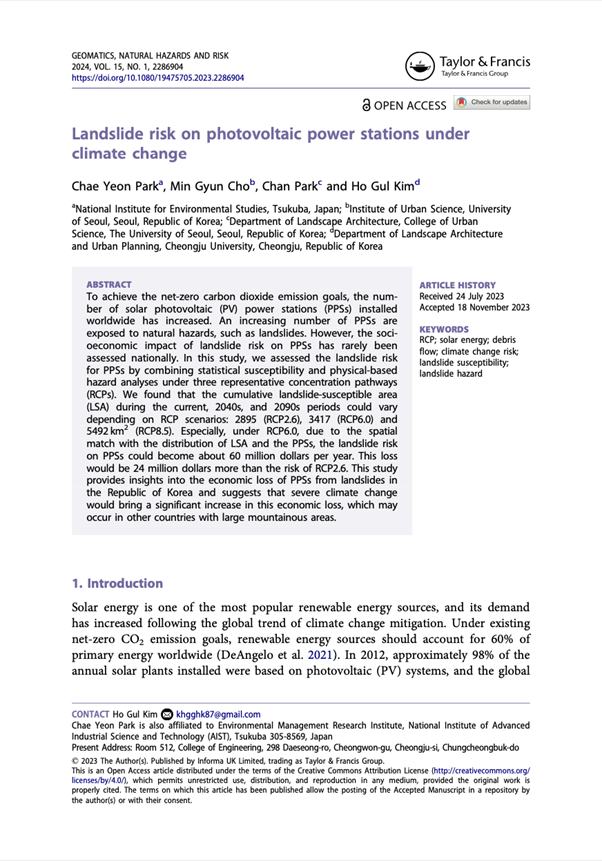 GEOMATICS, NATURAL HAZARDS AND RISK
2024, VOL. 15, NO. 1, 2286904
https://doi.org/10.1080/19475705.2023.2286904
Taylor & Francis
Taylor & Francis Group
OPEN ACCESS
Check for updates
Landslide risk on photovoltaic power stations under
climate change
Chae Yeon Parkᵃ, Min Gyun Choᵇ, Chan Parkᶜ and Ho Gul Kimᵈ
ᵃNational Institute for Environmental Studies, Tsukuba, Japan; ᵇInstitute of Urban Science, University
of Seoul, Seoul, Republic of Korea; ᶜDepartment of Landscape Architecture, College of Urban
Science, The University of Seoul, Seoul, Republic of Korea; ᵈDepartment of Landscape Architecture
and Urban Planning, Cheongju University, Cheongju, Republic of Korea
ABSTRACT
To achieve the net-zero carbon dioxide emission goals, the num-
ber of solar photovoltaic (PV) power stations (PPSs) installed
worldwide has increased. An increasing number of PPSs are
exposed to natural hazards, such as landslides. However, the soci-
oeconomic impact of landslide risk on PPSs has rarely been
assessed nationally. In this study, we assessed the landslide risk
for PPSs by combining statistical susceptibility and physical-based
hazard analyses under three representative concentration pathways
(RCPs). We found that the cumulative landslide-susceptible area
(LSA) during the current, 2040s, and 2090s periods could vary
depending on RCP scenarios: 2895 (RCP2.6), 3417 (RCP6.0) and
5492 km² (RCP8.5). Especially, under RCP6.0, due to the spatial
match with the distribution of LSA and the PPSs, the landslide risk
on PPSs could become about 60 million dollars per year. This loss
would be 24 million dollars more than the risk of RCP2.6. This study
provides insights into the economic loss of PPSs from landslides in
the Republic of Korea and suggests that severe climate change
would bring a significant increase in this economic loss, which may
occur in other countries with large mountainous areas.
ARTICLE HISTORY
Received 24 July 2023
Accepted 18 November 2023
KEYWORDS
RCP; solar energy; debris
flow; climate change risk;
landslide susceptibility;
landslide hazard
1. Introduction
Solar energy is one of the most popular renewable energy sources, and its demand
has increased following the global trend of climate change mitigation. Under existing
net-zero CO₂ emission goals, renewable energy sources should account for 60% of
primary energy worldwide (DeAngelo et al. 2021). In 2012, approximately 98% of the
annual solar plants installed were based on photovoltaic (PV) systems, and the global
CONTACT Ho Gul Kim khgghk87@gmail.com
Chae Yeon Park is also affiliated to Environmental Management Research Institute, National Institute of Advanced
Industrial Science and Technology (AIST), Tsukuba 305-8569, Japan
Present Address: Room 512, College of Engineering, 298 Daeseong-ro, Cheongwon-gu, Cheongju-si, Chungcheongbuk-do
© 2023 The Author(s). Published by Informa UK Limited, trading as Taylor & Francis Group.
This is an Open Access article distributed under the terms of the Creative Commons Attribution License (http://creativecommons.org/
licenses/by/4.0/), which permits unrestricted use, distribution, and reproduction in any medium, provided the original work is
properly cited. The terms on which this article has been published allow the posting of the Accepted Manuscript in a repository by
the author(s) or with their consent.